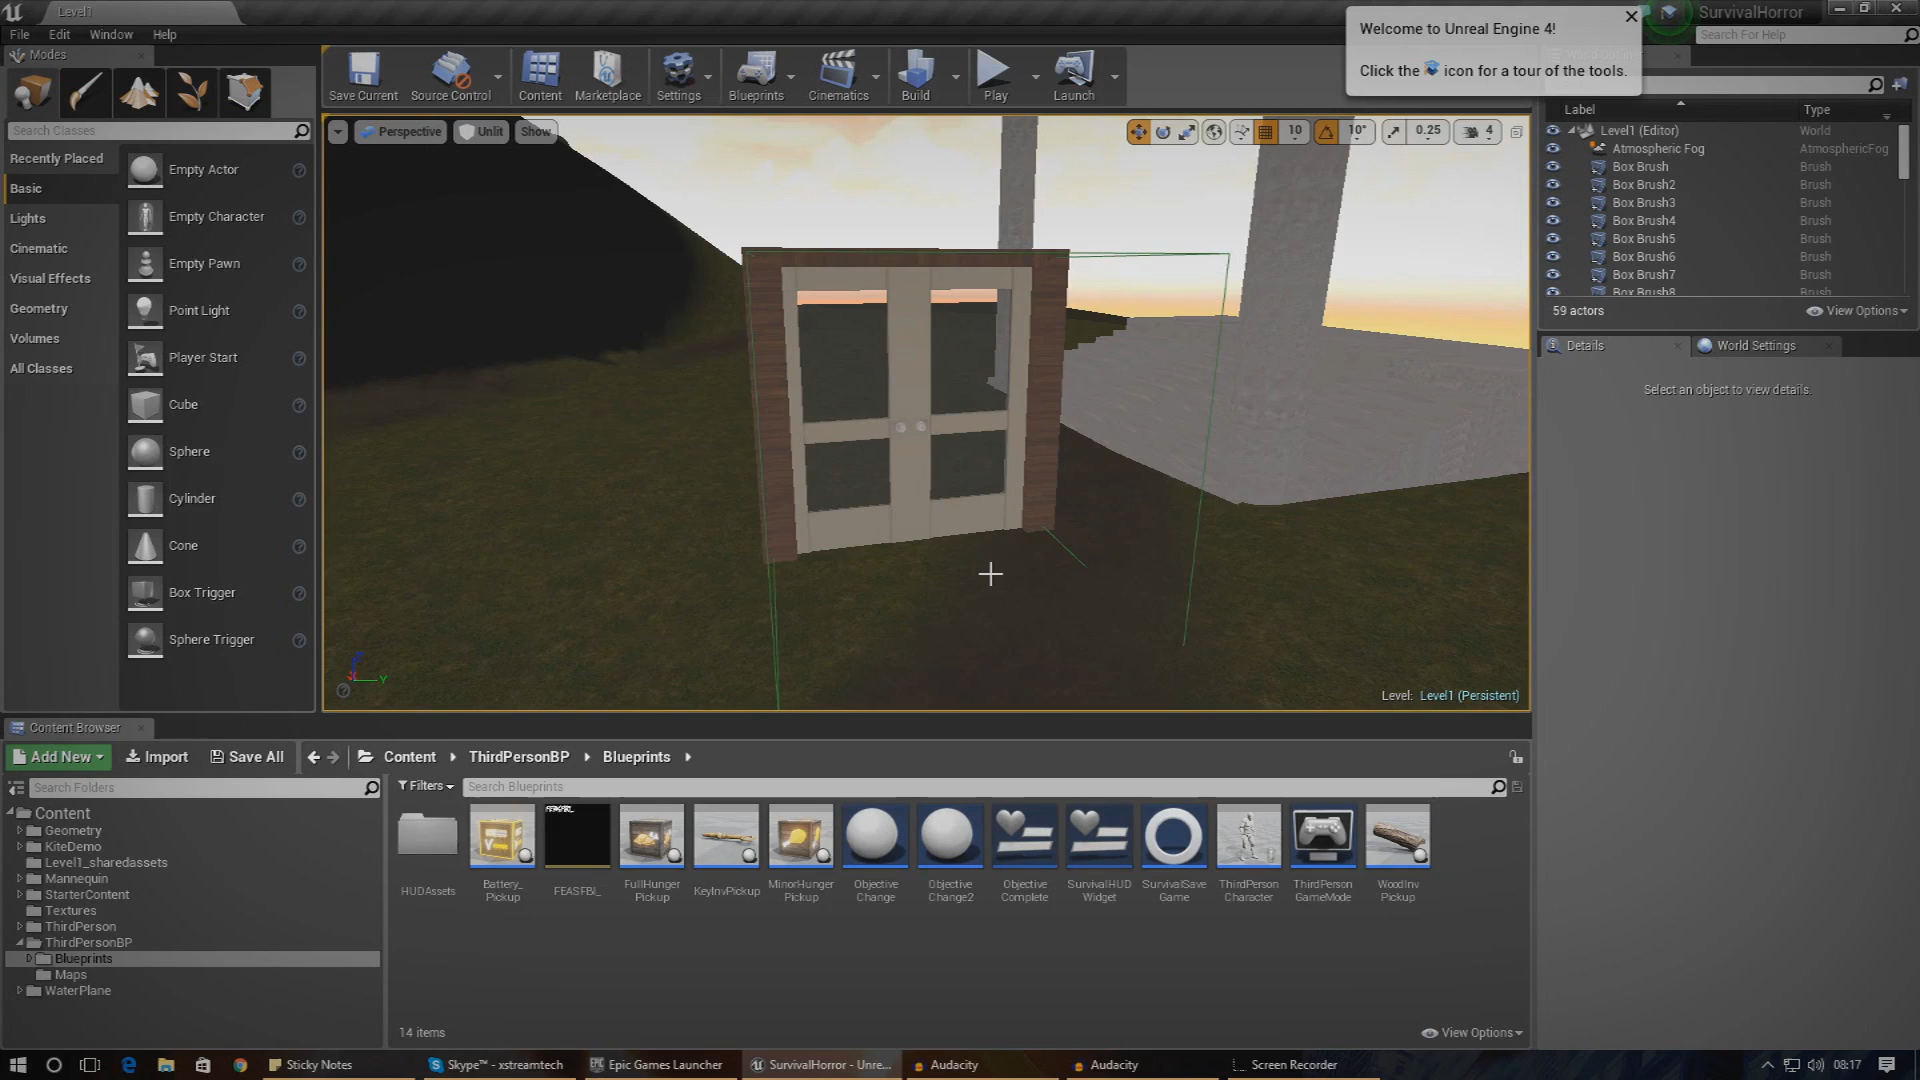 Level1
SurvivalHorror
File Edit Window Help
Search For Help
Welcome to Unreal Engine 4!
Click the icon for a tour of the tools.
Modes
Save Current
Source Control
Content
Marketplace
Settings
Blueprints
Cinematics
Build
Play
Launch
Search Classes
Recently Placed
Basic
Lights
Cinematic
Visual Effects
Geometry
Volumes
All Classes
Empty Actor
Empty Character
Empty Pawn
Point Light
Player Start
Cube
Sphere
Cylinder
Cone
Box Trigger
Sphere Trigger
Perspective
Unlit
Show
10
10°
0.25
4
Y
Level: Level1 (Persistent)
Label Type
Level1 (Editor) World
Atmospheric Fog AtmosphericFog
Box Brush Brush
Box Brush2 Brush
Box Brush3 Brush
Box Brush4 Brush
Box Brush5 Brush
Box Brush6 Brush
Box Brush7 Brush
Box Brush8 Brush
59 actors
View Options
Details
World Settings
Select an object to view details.
Content Browser
Add New
Import
Save All
Content
ThirdPersonBP
Blueprints
Search Folders
Filters
Search Blueprints
Content
Geometry
KiteDemo
Level1_sharedassets
Mannequin
StarterContent
Textures
ThirdPerson
ThirdPersonBP
Blueprints
Maps
WaterPlane
HUDAssets
Battery_
Pickup
FEASFBI_
FullHunger
Pickup
KeyInvPickup
MinorHunger
Pickup
Objective
Change
Objective
Change2
Objective
Complete
SurvivalHUD
Widget
SurvivalSave
Game
ThirdPerson
Character
ThirdPerson
GameMode
WoodInv
Pickup
14 items
View Options
Sticky Notes
Skype™ - xstreamtech
Epic Games Launcher
SurvivalHorror - Unre...
Audacity
Audacity
Screen Recorder
08:17